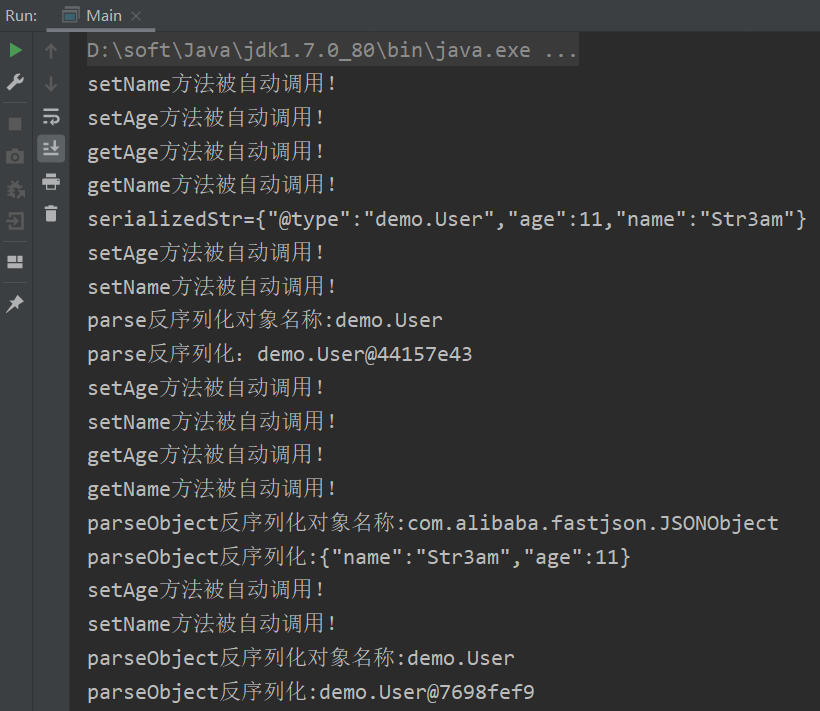 Run: Main
D:\soft\Java\jdk1.7.0_80\bin\java.exe ...
setName方法被自动调用!
setAge方法被自动调用!
getAge方法被自动调用!
getName方法被自动调用!
serializedStr={"@type":"demo.User","age":11,"name":"Str3am"}
setAge方法被自动调用!
setName方法被自动调用!
parse反序列化对象名称:demo.User
parse反序列化：demo.User@44157e43
setAge方法被自动调用!
setName方法被自动调用!
getAge方法被自动调用!
getName方法被自动调用!
parseObject反序列化对象名称:com.alibaba.fastjson.JSONObject
parseObject反序列化:{"name":"Str3am","age":11}
setAge方法被自动调用!
setName方法被自动调用!
parseObject反序列化对象名称:demo.User
parseObject反序列化:demo.User@7698fef9